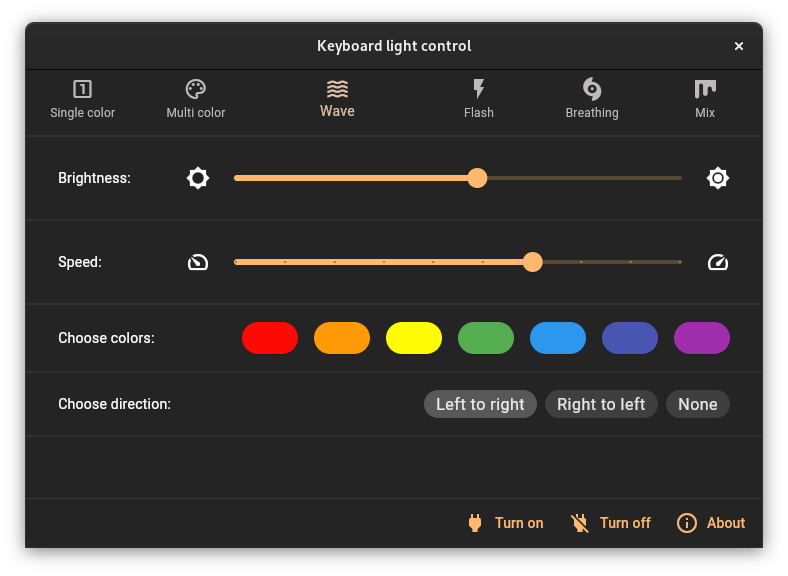 Keyboard light control
Single color
Multi color
Wave
Flash
Breathing
Mix
Brightness:
Speed:
Choose colors:
Choose direction:
Left to right
Right to left
None
Turn on
Turn off
About